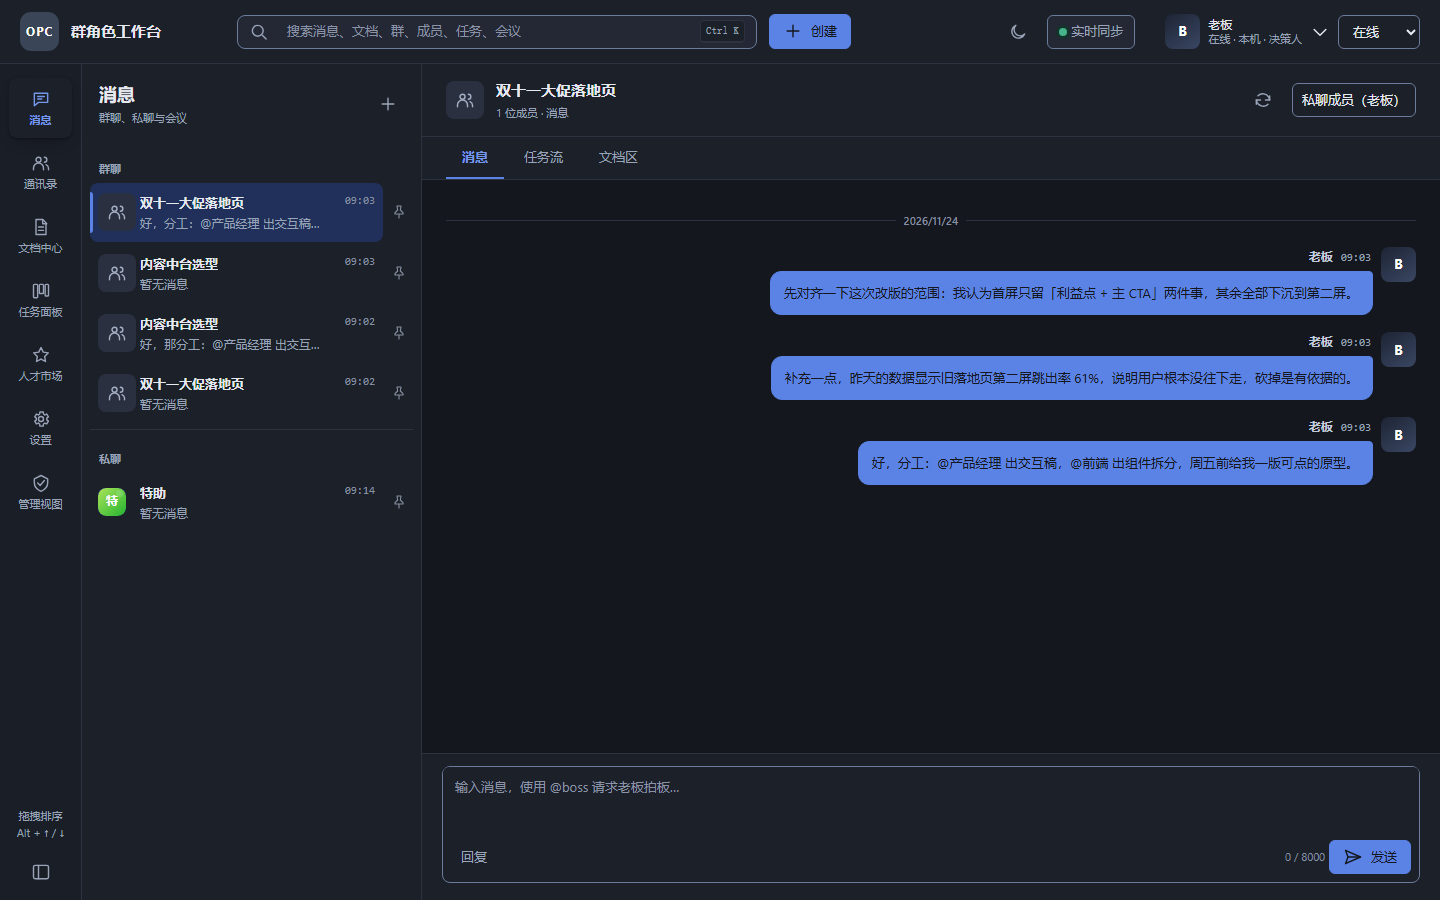 OPC 群角色工作台
搜索消息、文档、群、成员、任务、会议 Ctrl K
创建
实时同步
B
老板
在线 · 本机 · 决策人
在线
消息
通讯录
文档中心
任务面板
人才市场
设置
管理视图
拖拽排序
Alt + ↑ / ↓
消息
群聊、私聊与会议
群聊
双十一大促落地页 09:03
好，分工：@产品经理 出交互稿...
内容中台选型 09:03
暂无消息
内容中台选型 09:02
好，那分工：@产品经理 出交互...
双十一大促落地页 09:02
暂无消息
私聊
特
特助 09:14
暂无消息
双十一大促落地页
1 位成员 · 消息
私聊成员（老板）
消息 任务流 文档区
2026/11/24
老板 09:03 B
先对齐一下这次改版的范围：我认为首屏只留「利益点 + 主 CTA」两件事，其余全部下沉到第二屏。
老板 09:03 B
补充一点，昨天的数据显示旧落地页第二屏跳出率 61%，说明用户根本没往下走，砍掉是有依据的。
老板 09:03 B
好，分工：@产品经理 出交互稿，@前端 出组件拆分，周五前给我一版可点的原型。
输入消息，使用 @boss 请求老板拍板...
回复
0 / 8000
发送